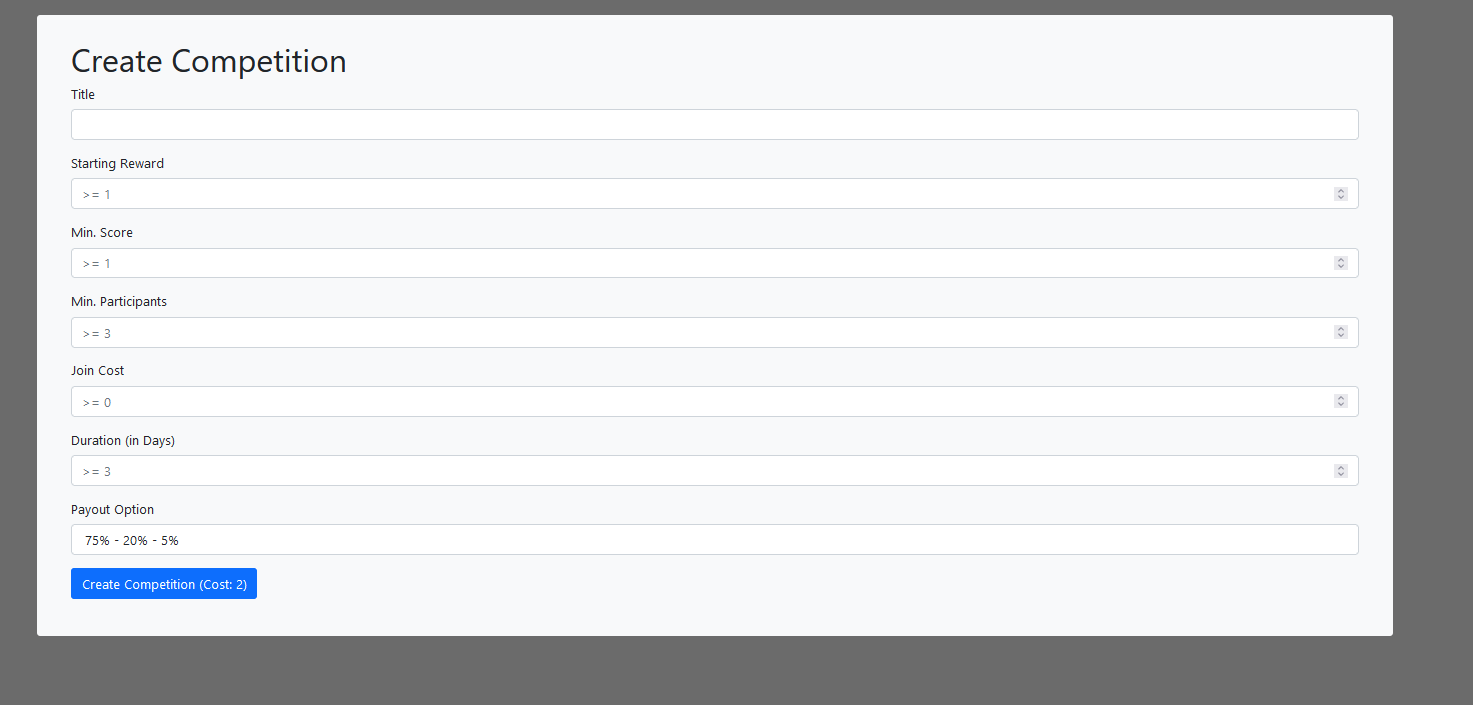 Create Competition
Title
Starting Reward
>= 1
Min. Score
>= 1
Min. Participants
>= 3
Join Cost
>= 0
Duration (in Days)
>= 3
Payout Option
75% - 20% - 5%
Create Competition (Cost: 2)